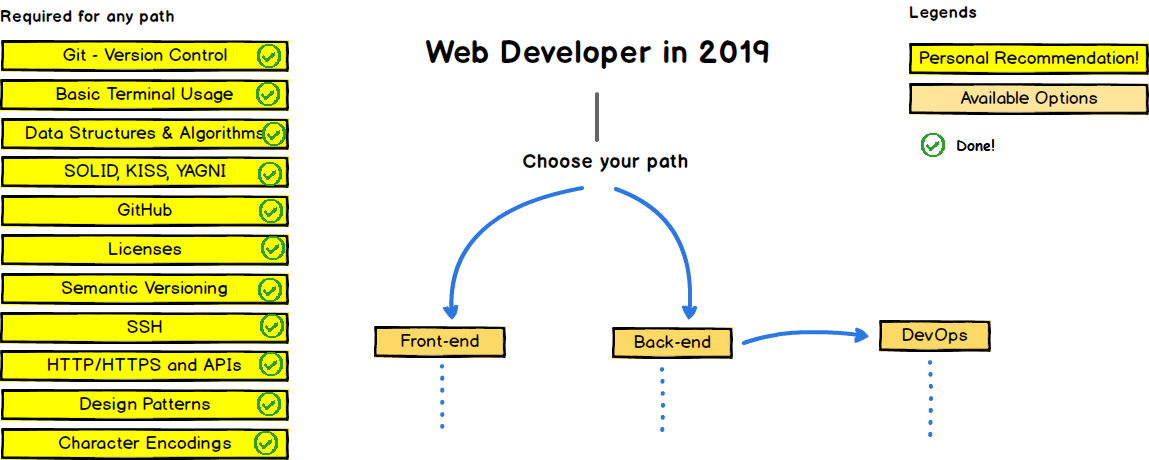 Required for any path
Git - Version Control
Basic Terminal Usage
Data Structures & Algorithms
SOLID, KISS, YAGNI
GitHub
Licenses
Semantic Versioning
SSH
HTTP/HTTPS and APIs
Design Patterns
Character Encodings
Web Developer in 2019
Choose your path
Front-end
Back-end
DevOps
Legends
Personal Recommendation!
Available Options
Done!